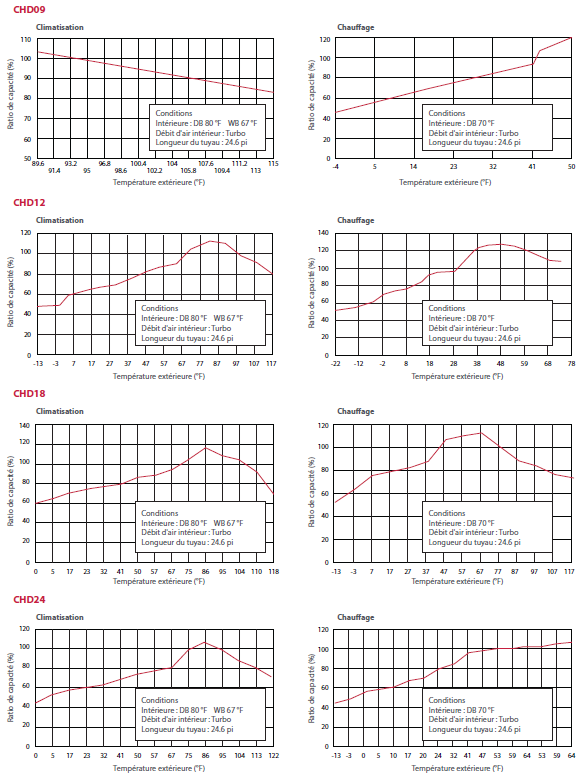 CHD09
Climatisation
Ratio de capacité (%)
110
100
90
80
70
60
50
Conditions
Intérieure : DB 80 °F WB 67 °F
Débit d'air intérieur : Turbo
Longueur du tuyau : 24.6 pi
89.6 93.2 96.8 100.4 104 107.6 111.2 115
91.4 95 98.6 102.2 105.8 109.4 113
Température extérieure (°F)
Chauffage
Ratio de capacité (%)
120
100
80
60
40
20
0
Conditions
Intérieure : DB 70 °F
Débit d'air intérieur : Turbo
Longueur du tuyau : 24.6 pi
-4 5 14 23 32 41 50
Température extérieure (°F)
CHD12
Climatisation
Ratio de capacité (%)
120
100
80
60
40
20
0
Conditions
Intérieure : DB 80 °F WB 67 °F
Débit d'air intérieur : Turbo
Longueur du tuyau : 24.6 pi
-13 -3 7 17 27 37 47 57 67 77 87 97 107 117
Température extérieure (°F)
Chauffage
Ratio de capacité (%)
140
120
100
80
60
40
20
0
Conditions
Intérieure : DB 70 °F
Débit d'air intérieur : Turbo
Longueur du tuyau : 24.6 pi
-22 -12 -2 8 18 28 38 48 58 68 78
Température extérieure (°F)
CHD18
Climatisation
Ratio de capacité (%)
140
120
100
80
60
40
20
0
Conditions
Intérieure : DB 80 °F WB 67 °F
Débit d'air intérieur : Turbo
Longueur du tuyau : 24.6 pi
0 5 17 23 32 41 50 59 67 75 86 95 104 110 118
Température extérieure (°F)
Chauffage
Ratio de capacité (%)
120
100
80
60
40
20
0
Conditions
Intérieure : DB 70 °F
Débit d'air intérieur : Turbo
Longueur du tuyau : 24.6 pi
-13 -3 7 17 27 37 47 57 67 77 87 97 107 117
Température extérieure (°F)
CHD24
Climatisation
Ratio de capacité (%)
120
100
80
60
40
20
0
Conditions
Intérieure : DB 80 °F WB 67 °F
Débit d'air intérieur : Turbo
Longueur du tuyau : 24.6 pi
0 5 17 23 32 41 50 59 67 75 86 95 104 113 122
Température extérieure (°F)
Chauffage
Ratio de capacité (%)
120
100
80
60
40
20
0
Conditions
Intérieure : DB 70 °F
Débit d'air intérieur : Turbo
Longueur du tuyau : 24.6 pi
-13 -3 0 5 10 17 20 24 34 41 47 53 59 64 53 59 64
Température extérieure (°F)